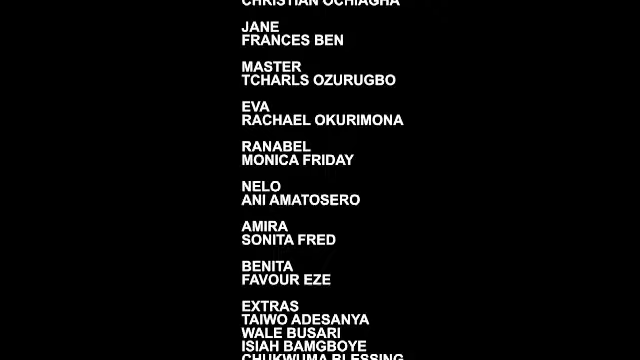 CHRISTIAN OCHIAGHA
JANE
FRANCES BEN
MASTER
TCHARLS OZURUGBO
EVA
RACHAEL OKURIMONA
RANABEL
MONICA FRIDAY
NELO
ANI AMATOSERO
AMIRA
SONITA FRED
BENITA
FAVOUR EZE
EXTRAS
TAIWO ADESANYA
WALE BUSARI
ISIAH BAMGBOYE
CHUKWUMA BLESSING